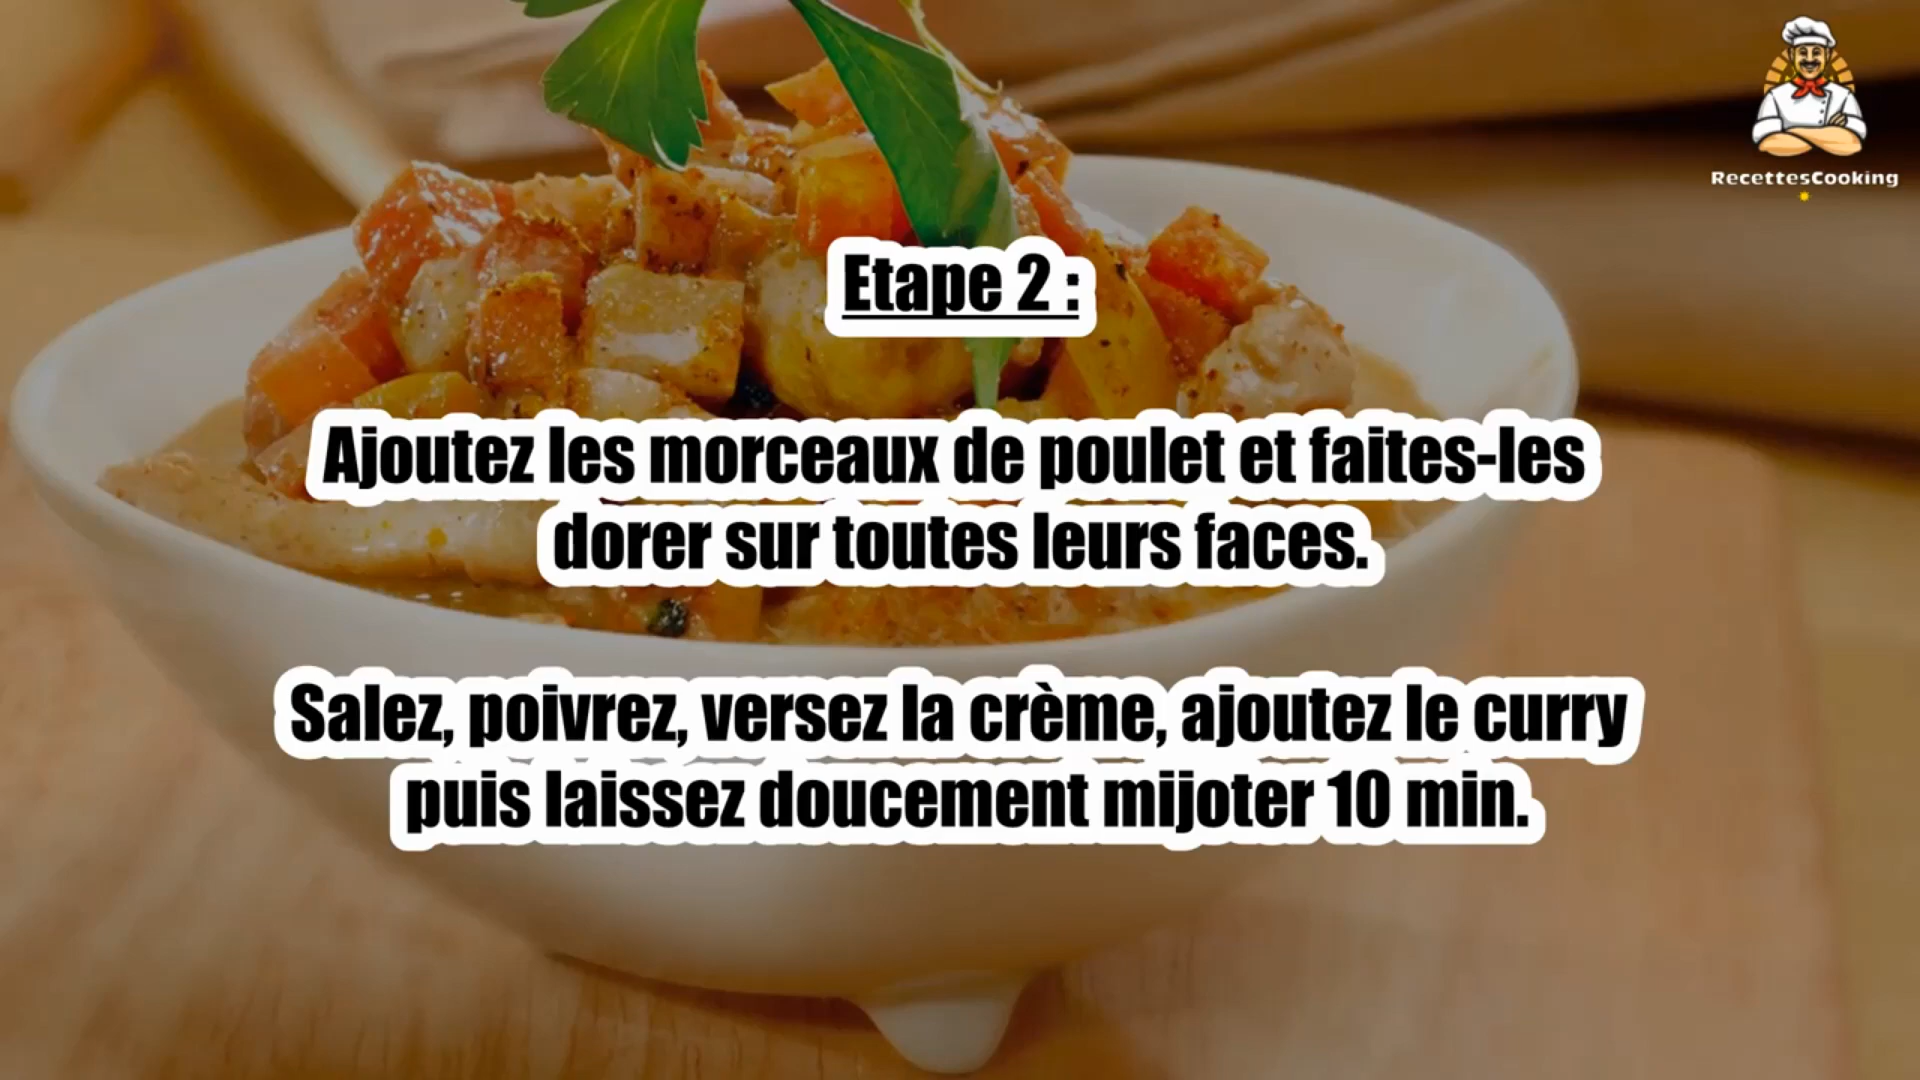 RecettesCooking
Etape 2 :
Ajoutez les morceaux de poulet et faites-les
dorer sur toutes leurs faces.
Salez, poivrez, versez la crème, ajoutez le curry
puis laissez doucement mijoter 10 min.